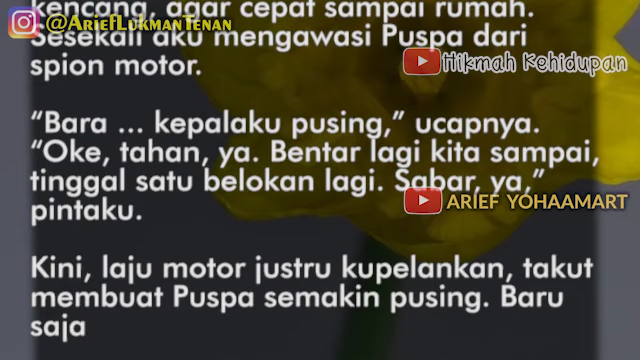 kencang, agar cepat sampai rumah.
@AriefLukmanTenan
Sesekali aku mengawasi Puspa dari
spion motor.
Hikmah Kehidupan
“Bara ... kepalaku pusing,” ucapnya.
“Oke, tahan, ya. Bentar lagi kita sampai,
tinggal satu belokan lagi. Sabar, ya,”
pintaku.
ARIEF YOHAAMART
Kini, laju motor justru kupelankan, takut
membuat Puspa semakin pusing. Baru
saja